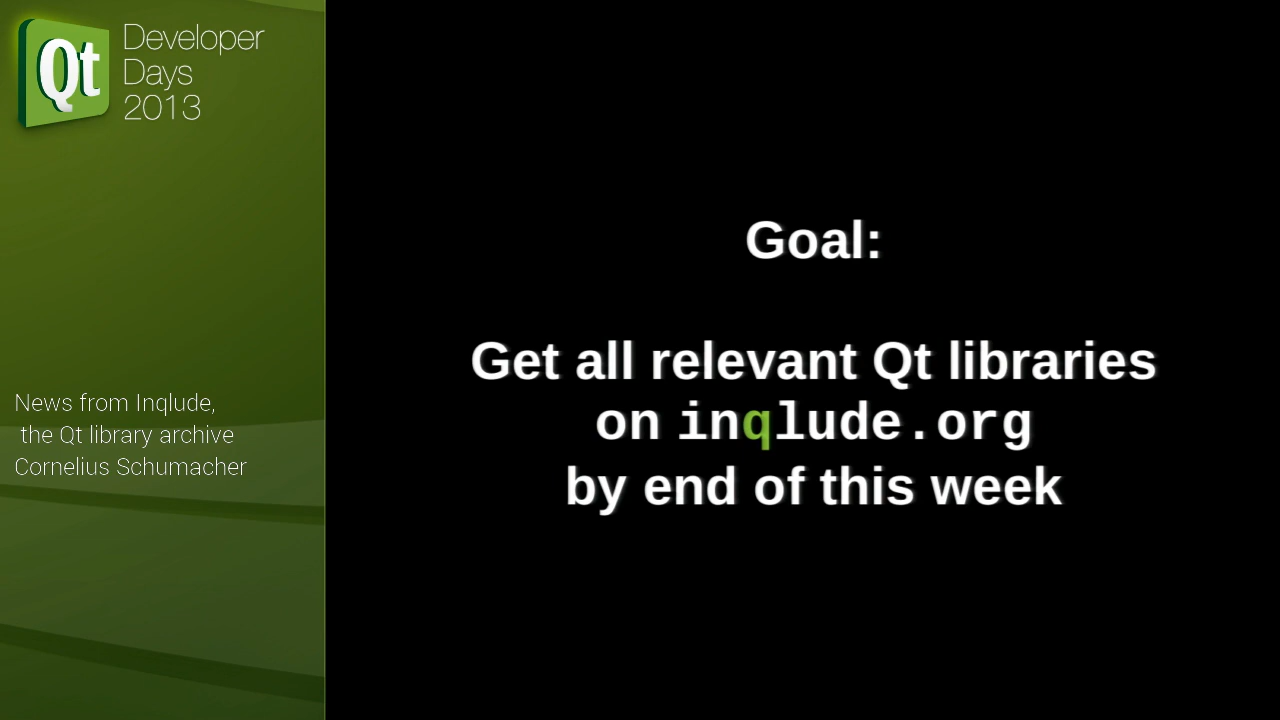 Qt
Developer
Days
2013
News from Inqlude,
the Qt library archive
Cornelius Schumacher
Goal:
Get all relevant Qt libraries
on inqlude.org
by end of this week